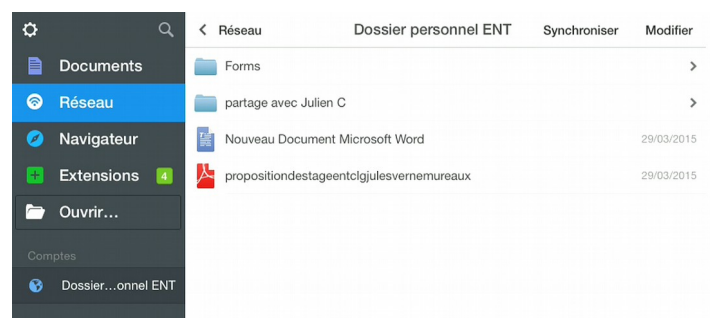 Documents
Réseau
Navigateur
Extensions 4
Ouvrir...
Comptes
Dossier...onnel ENT
Réseau Dossier personnel ENT Synchroniser Modifier
Forms
partage avec Julien C
Nouveau Document Microsoft Word 29/03/2015
propositiondestageentclgjulesvernemureaux 29/03/2015